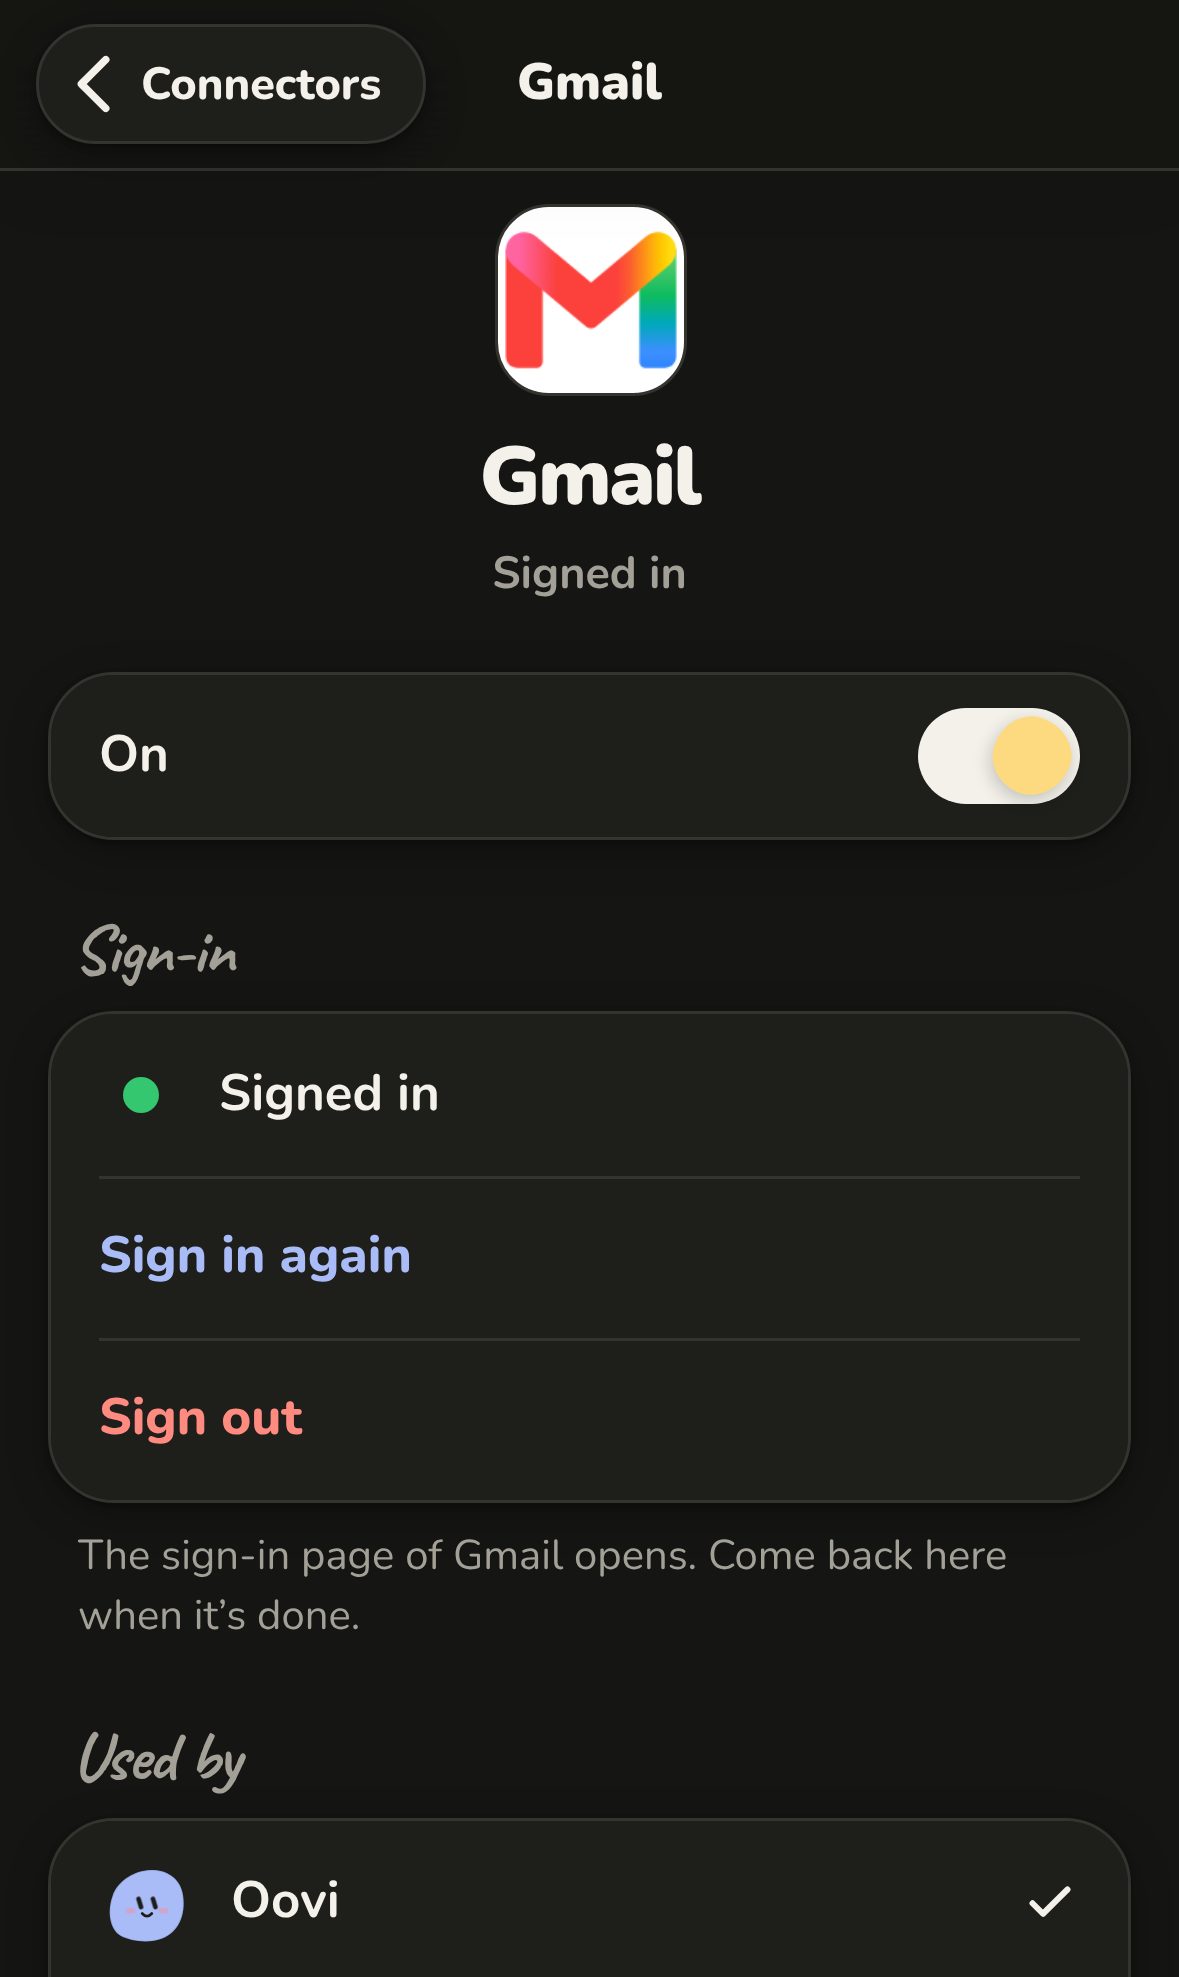 Connectors
Gmail
Gmail
Signed in
On
Sign-in
Signed in
Sign in again
Sign out
The sign-in page of Gmail opens. Come back here
when it’s done.
Used by
Oovi